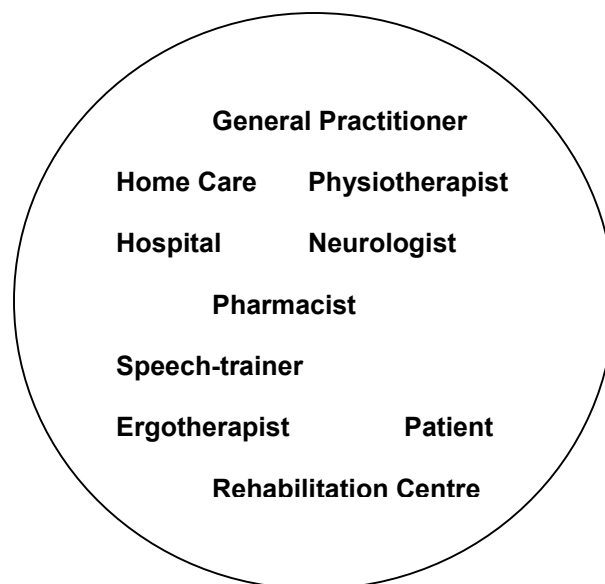 General Practitioner
Home Care Physiotherapist
Hospital Neurologist
Pharmacist
Speech-trainer
Ergotherapist Patient
Rehabilitation Centre